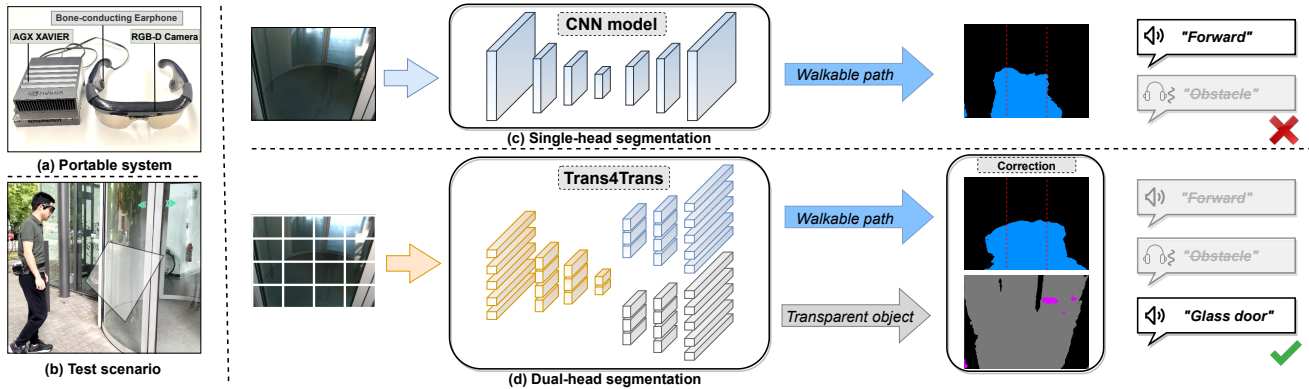 Bone-conducting Earphone
AGX XAVIER
RGB-D Camera
NVIDIA
(a) Portable system
(b) Test scenario
CNN model
Walkable path
"Forward"
"Obstacle"
(c) Single-head segmentation
Trans4Trans
Walkable path
Transparent object
Correction
"Forward"
"Obstacle"
"Glass door"
(d) Dual-head segmentation